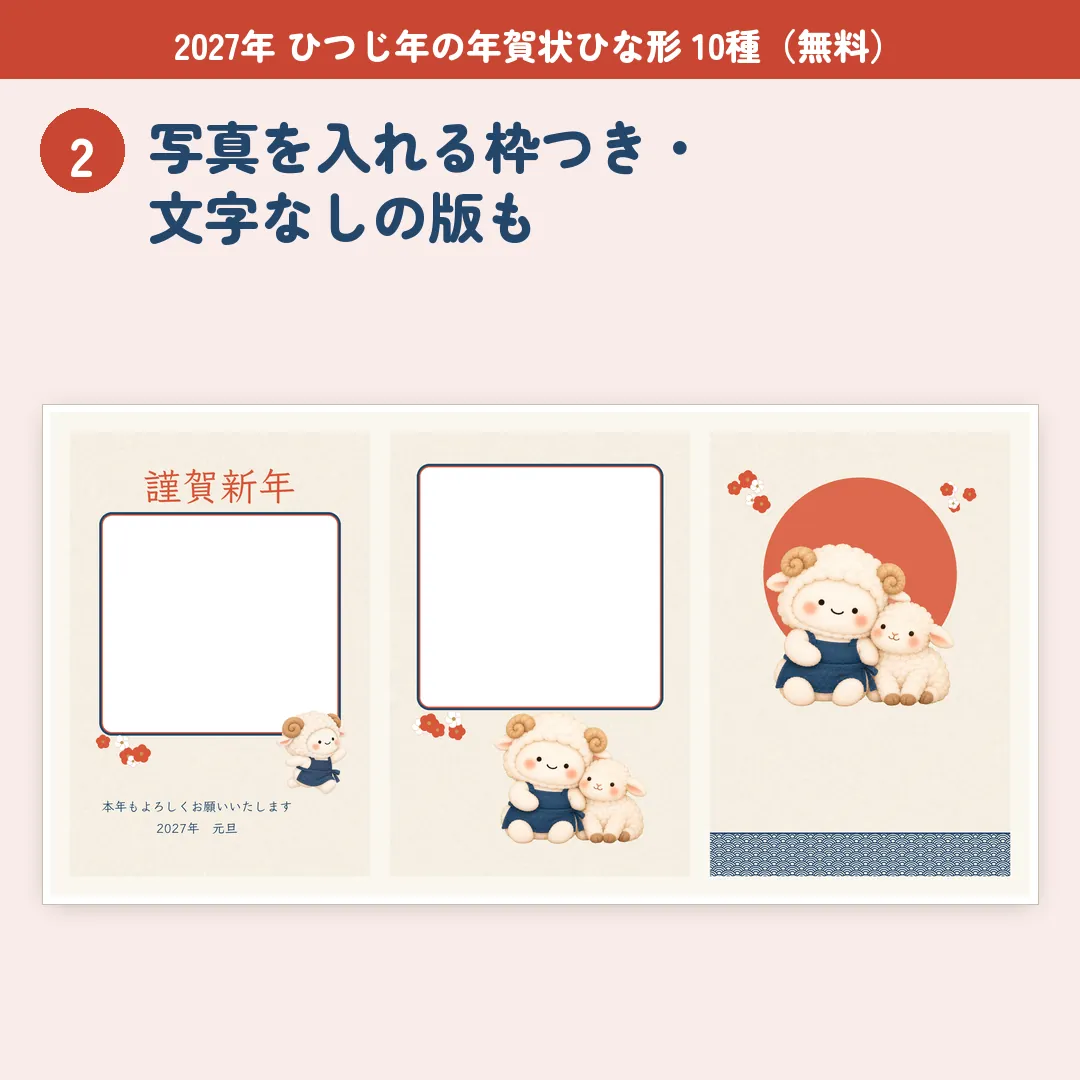 2027年 ひつじ年の年賀状ひな形 10種（無料）
2
写真を入れる枠つき・
文字なしの版も
謹賀新年
本年もよろしくお願いいたします
2027年　元旦